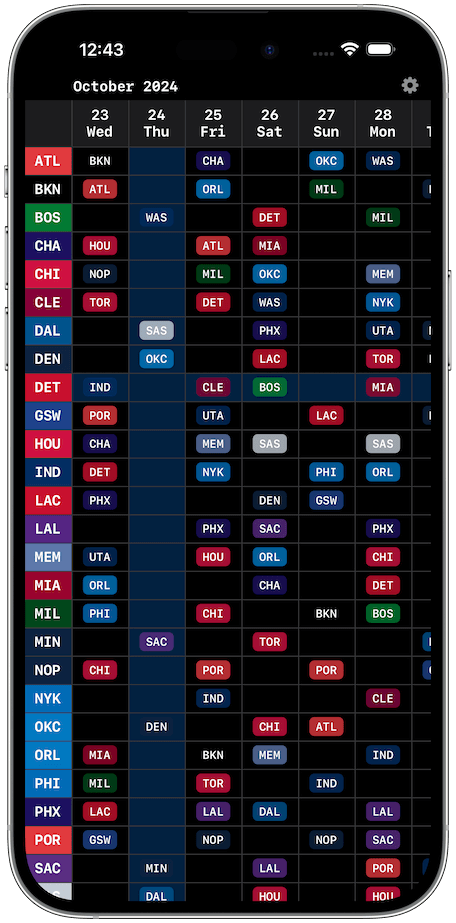 12:43
October 2024
23 24 25 26 27 28
Wed Thu Fri Sat Sun Mon T
ATL BKN CHA OKC WAS
BKN ATL ORL MIL
BOS WAS DET MIL
CHA HOU ATL MIA
CHI NOP MIL OKC MEM
CLE TOR DET WAS NYK
DAL SAS PHX UTA
DEN OKC LAC TOR
DET IND CLE BOS MIA
GSW POR UTA LAC
HOU CHA MEM SAS SAS
IND DET NYK PHI ORL
LAC PHX DEN GSW
LAL PHX SAC PHX
MEM UTA HOU ORL CHI
MIA ORL CHA DET
MIL PHI CHI BKN BOS
MIN SAC TOR
NOP CHI POR POR
NYK IND CLE
OKC DEN CHI ATL
ORL MIA BKN MEM IND
PHI MIL TOR IND
PHX LAC LAL DAL LAL
POR GSW NOP NOP SAC
SAC MIN LAL POR
DAL HOU HOU